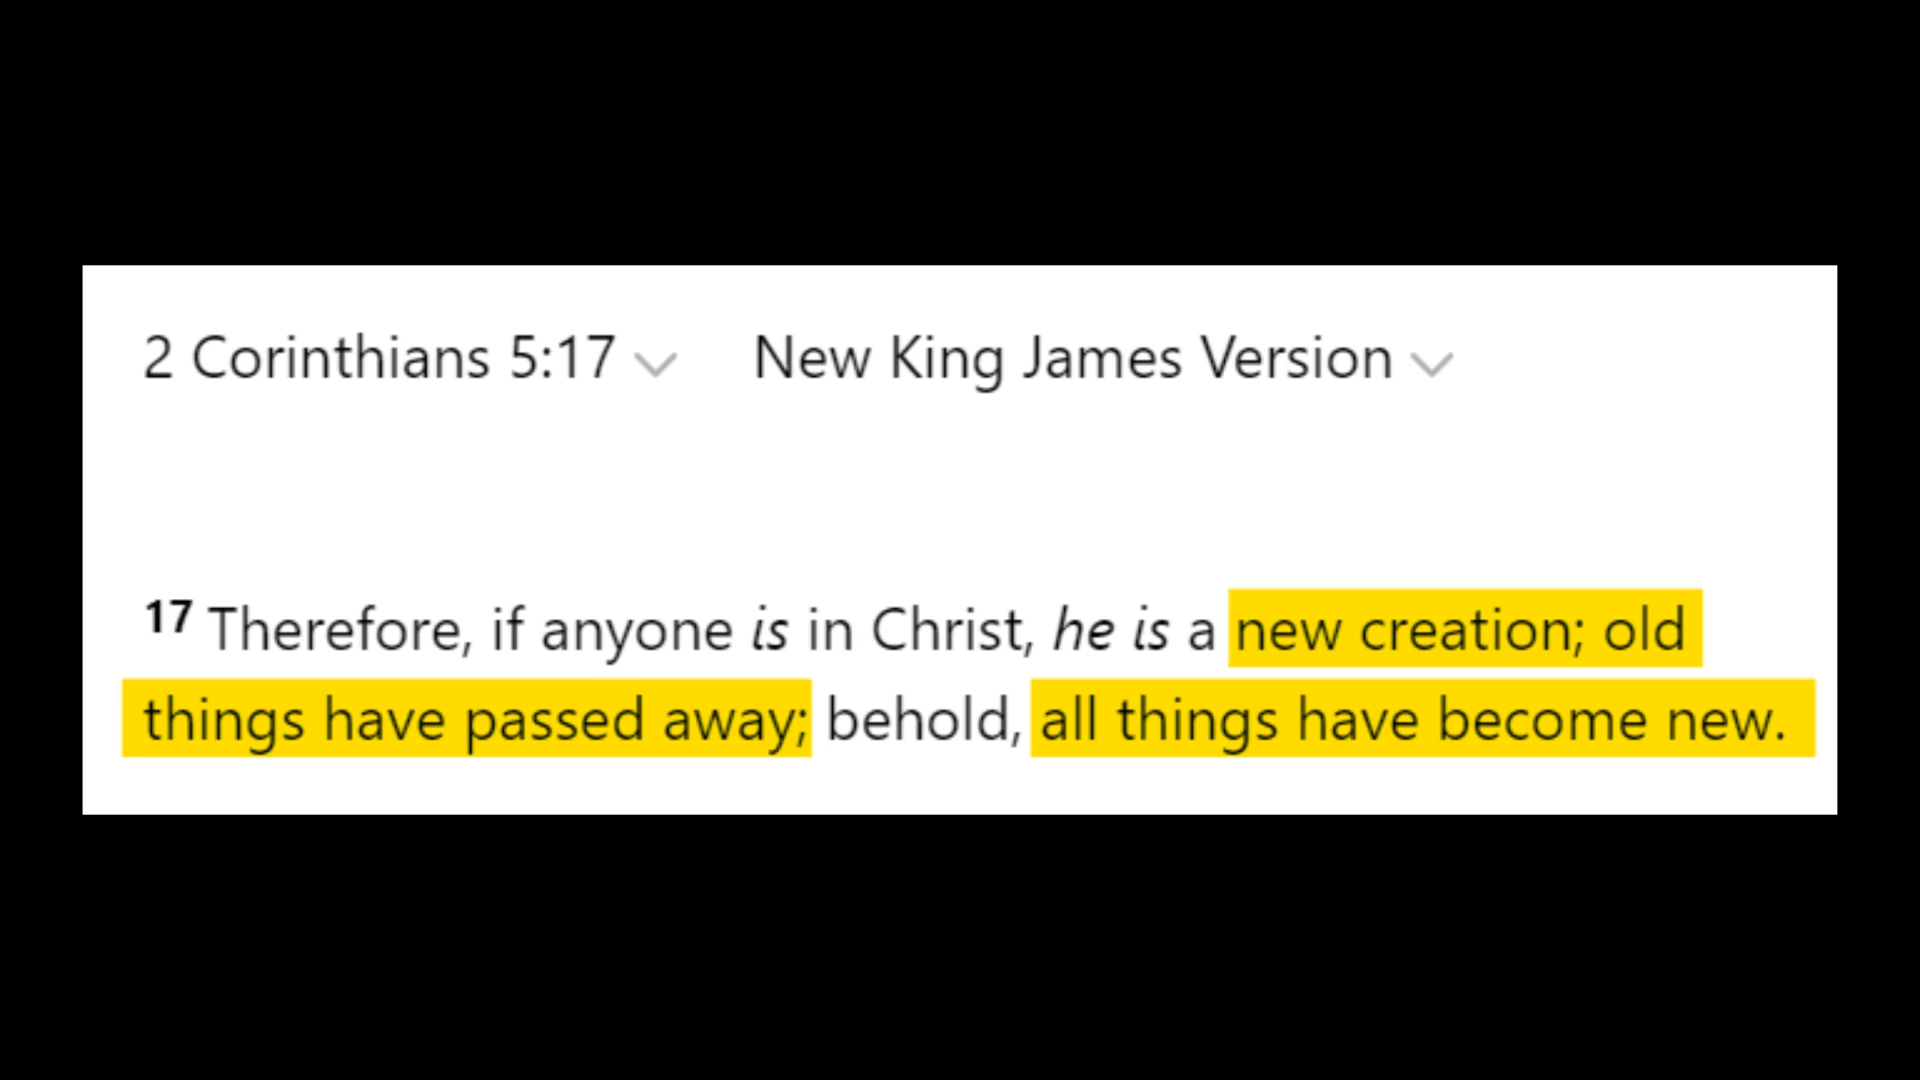 2 Corinthians 5:17 New King James Version
17 Therefore, if anyone is in Christ, he is a new creation; old
things have passed away; behold, all things have become new.